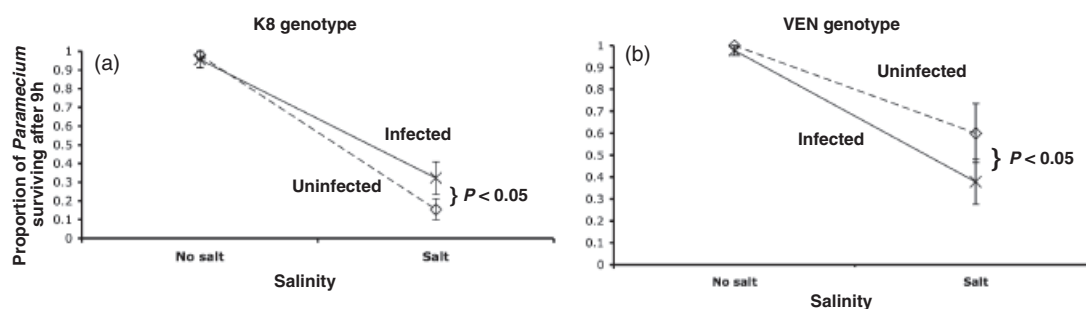 K8 genotype
(a)
Proportion of Paramecium
surviving after 9h
1
0.9
0.8
0.7
0.6
0.5
0.4
0.3
0.2
0.1
0
Infected
Uninfected
} P < 0.05
No salt
Salt
Salinity
VEN genotype
(b)
1
0.9
0.8
0.7
0.6
0.5
0.4
0.3
0.2
0.1
0
Uninfected
Infected
} P < 0.05
No salt
Salt
Salinity